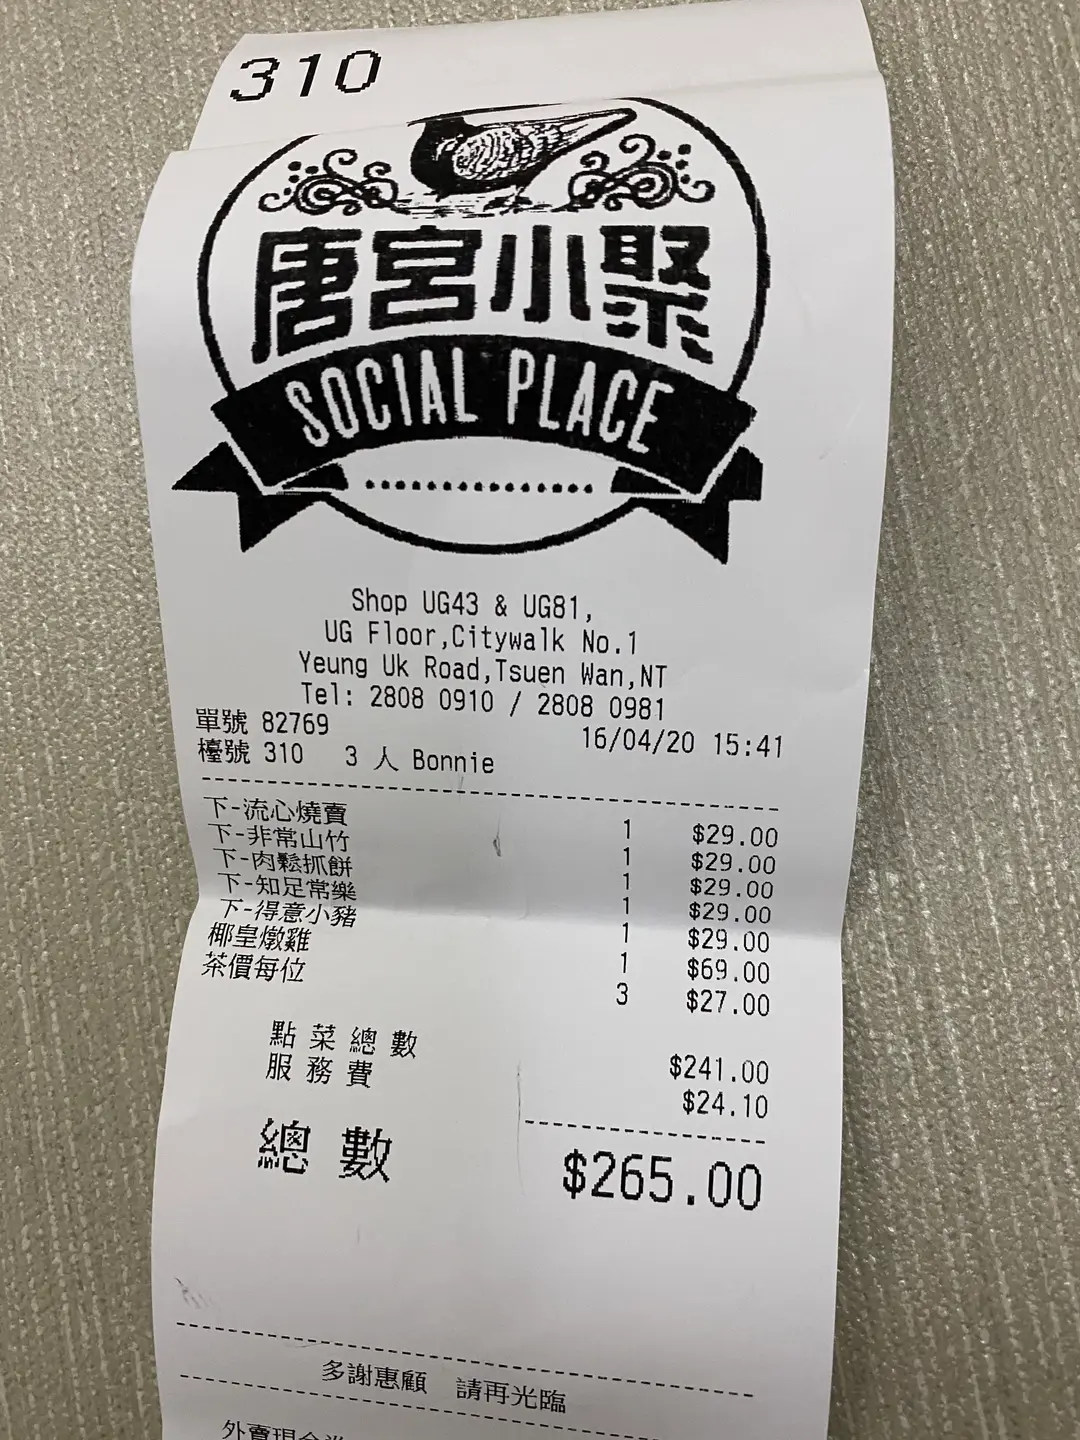 310
唐宮小聚
SOCIAL PLACE
Shop UG43 & UG81,
UG Floor,Citywalk No.1
Yeung Uk Road,Tsuen Wan,NT
Tel: 2808 0910 / 2808 0981
單號 82769 16/04/20 15:41
檯號 310 3 人 Bonnie
下-流心燒賣 1 $29.00
下-非常山竹 1 $29.00
下-肉鬆抓餅 1 $29.00
下-知足常樂 1 $29.00
下-得意小豬 1 $29.00
椰皇燉雞 1 $69.00
茶價每位 3 $27.00
點菜總數 $241.00
服務費 $24.10
總數 $265.00
多謝惠顧 請再光臨
外賣現金